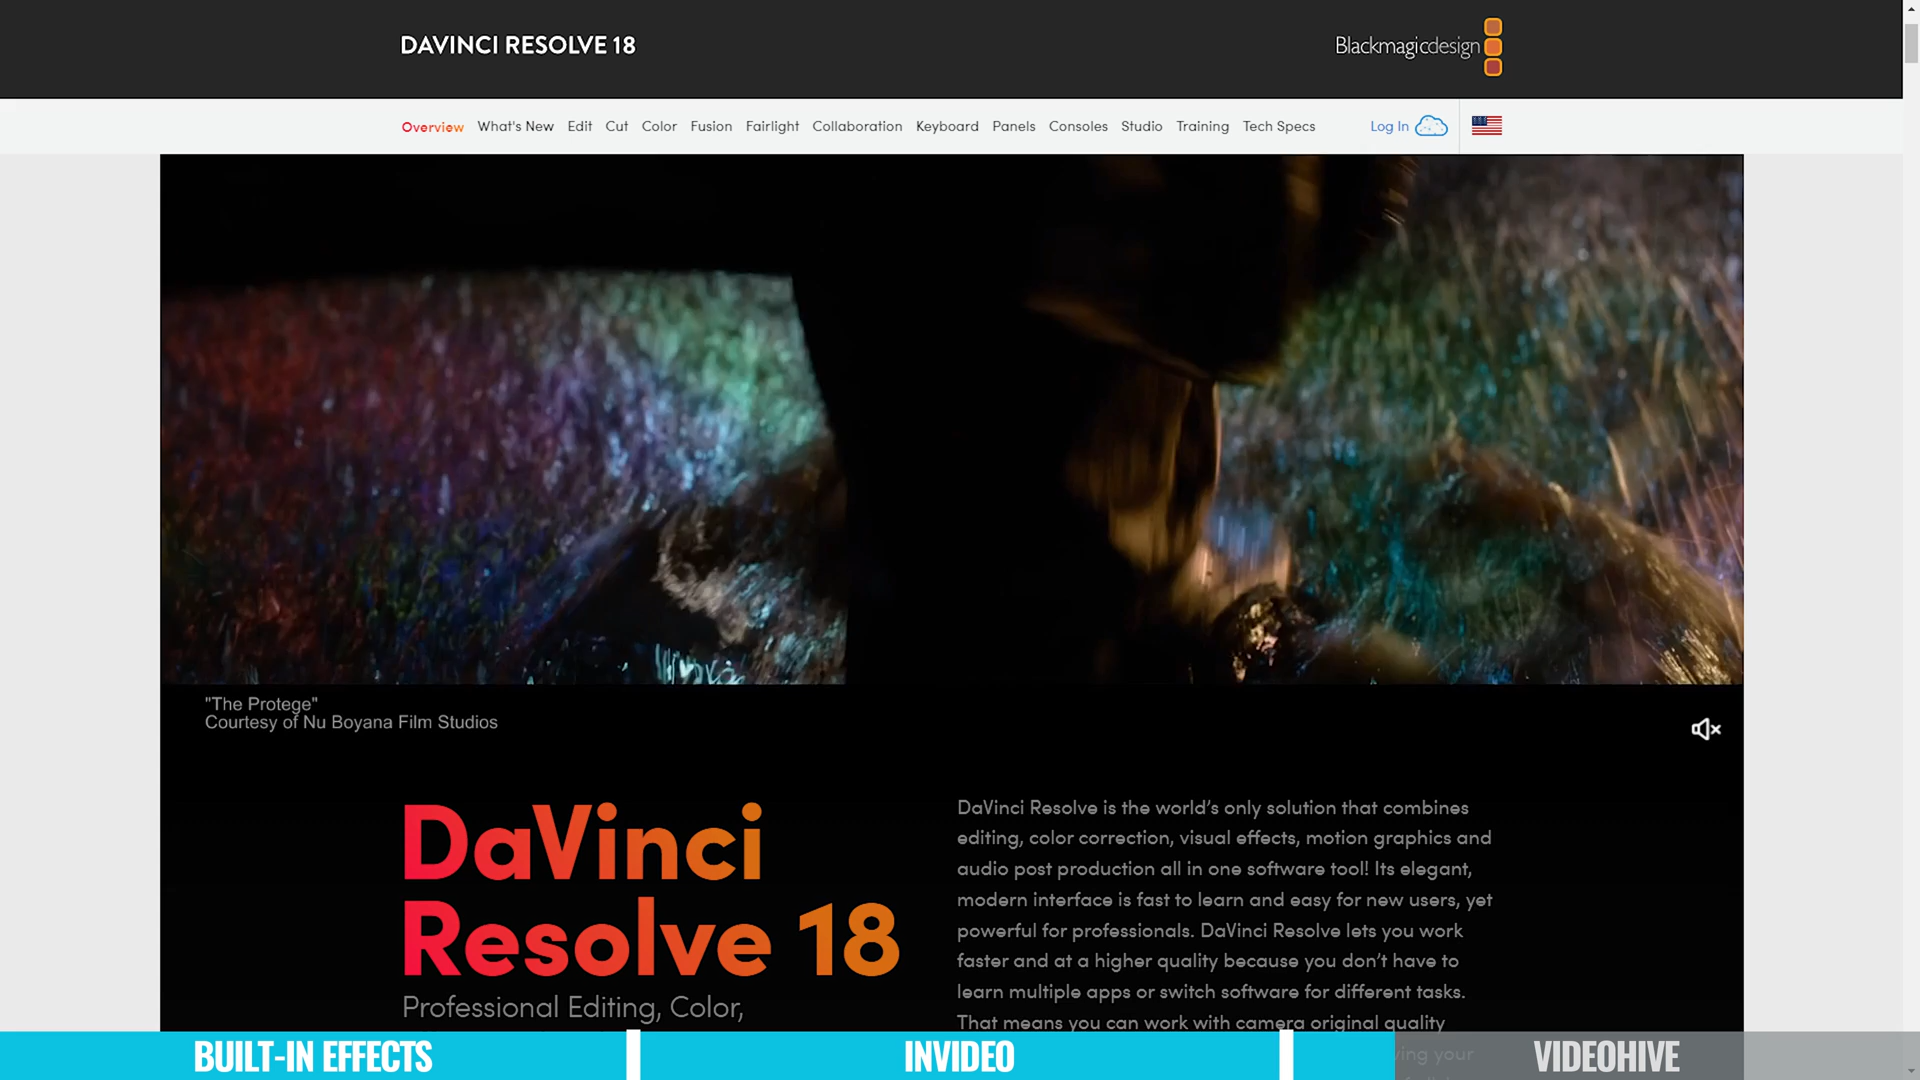 DAVINCI RESOLVE 18
Blackmagicdesign
Overview What's New Edit Cut Color Fusion Fairlight Collaboration Keyboard Panels Consoles Studio Training Tech Specs Log In
"The Protege"
Courtesy of Nu Boyana Film Studios
DaVinci
Resolve 18
Professional Editing, Color,
DaVinci Resolve is the world’s only solution that combines
editing, color correction, visual effects, motion graphics and
audio post production all in one software tool! Its elegant,
modern interface is fast to learn and easy for new users, yet
powerful for professionals. DaVinci Resolve lets you work
faster and at a higher quality because you don’t have to
learn multiple apps or switch software for different tasks.
That means you can work with camera original quality
your
BUILT-IN EFFECTS
INVIDEO
VIDEOHIVE